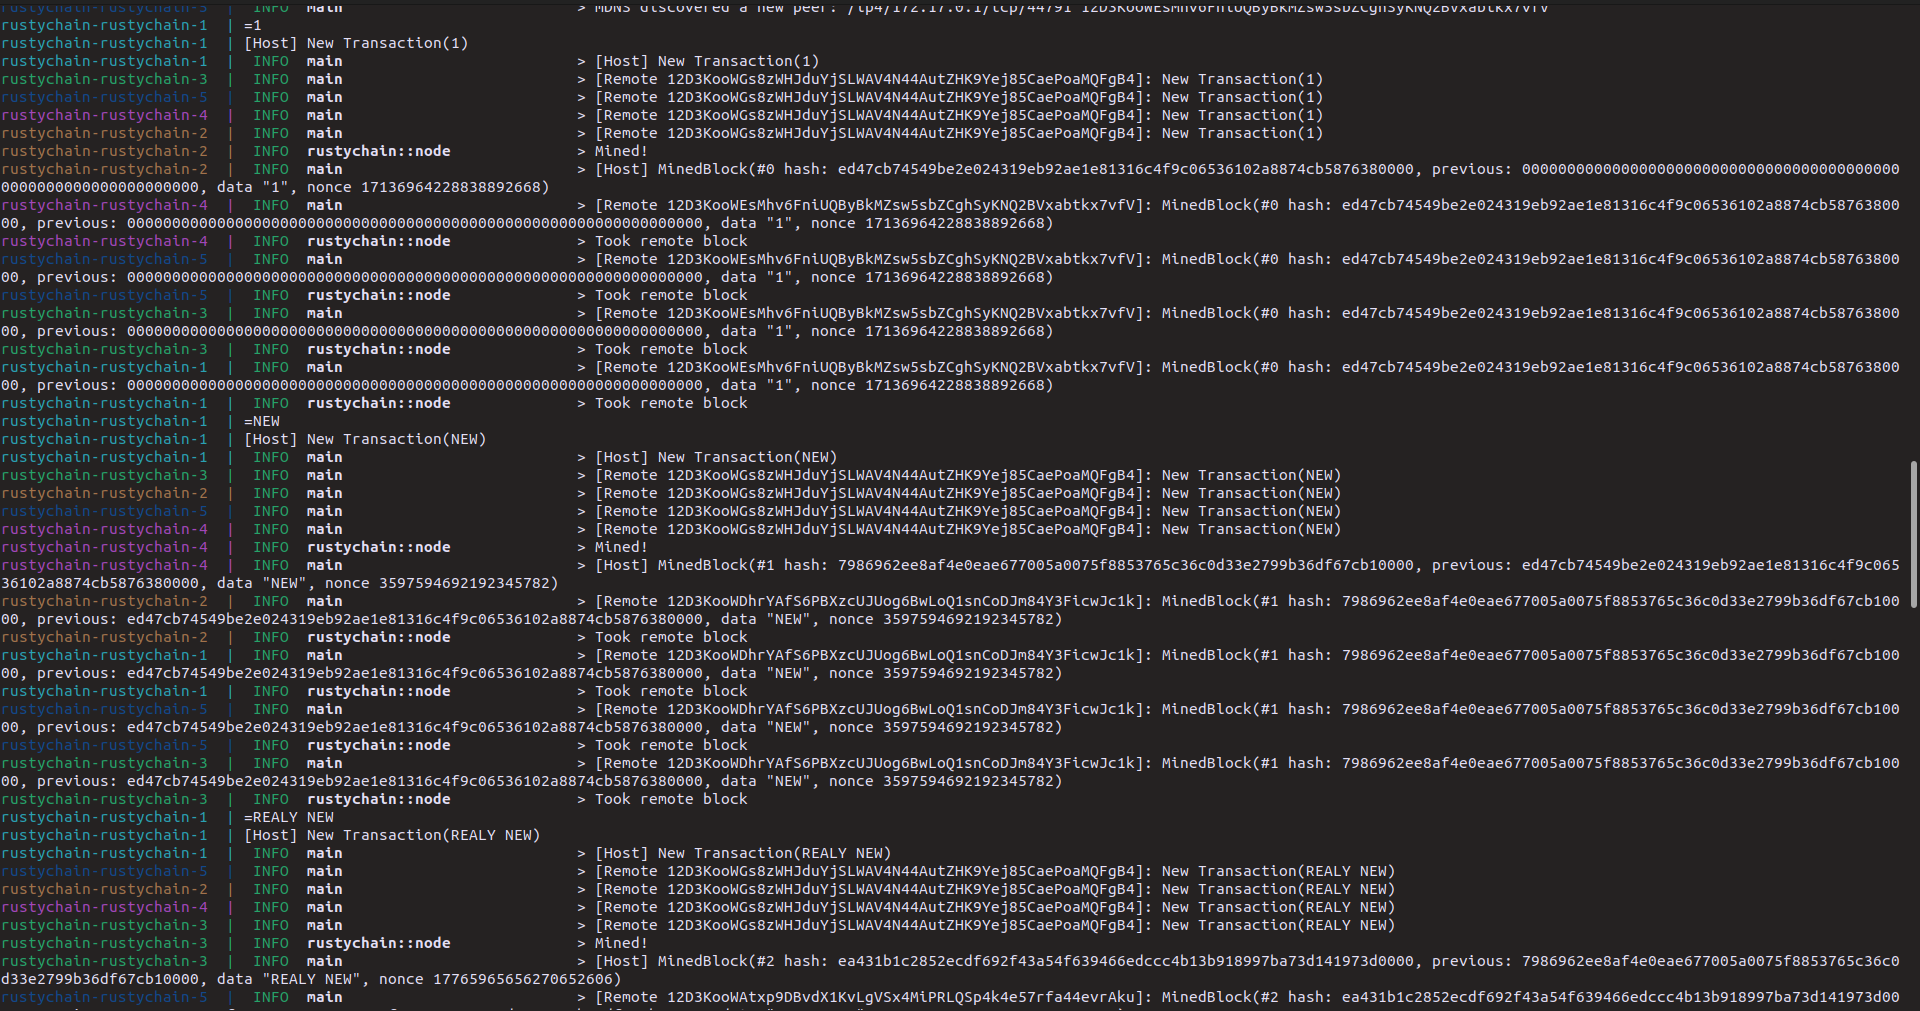 rustychain-rustychain-5 | INFO main > MDNS discovered a new peer: /ip4/172.17.0.1/tcp/44791 12D3KooWEsMhv6FniUQByBkMZsw5sbZCghSyKNQ2BVxabtkx7vfV
rustychain-rustychain-1 | =1
rustychain-rustychain-1 | [Host] New Transaction(1)
rustychain-rustychain-1 | INFO main > [Host] New Transaction(1)
rustychain-rustychain-3 | INFO main > [Remote 12D3KooWGs8zWHJduYjSLWAV4N44AutZHK9Yej85CaePoaMQFgB4]: New Transaction(1)
rustychain-rustychain-5 | INFO main > [Remote 12D3KooWGs8zWHJduYjSLWAV4N44AutZHK9Yej85CaePoaMQFgB4]: New Transaction(1)
rustychain-rustychain-4 | INFO main > [Remote 12D3KooWGs8zWHJduYjSLWAV4N44AutZHK9Yej85CaePoaMQFgB4]: New Transaction(1)
rustychain-rustychain-2 | INFO main > [Remote 12D3KooWGs8zWHJduYjSLWAV4N44AutZHK9Yej85CaePoaMQFgB4]: New Transaction(1)
rustychain-rustychain-2 | INFO rustychain::node > Mined!
rustychain-rustychain-2 | INFO main > [Host] MinedBlock(#0 hash: ed47cb74549be2e024319eb92ae1e81316c4f9c06536102a8874cb5876380000, previous: 000000000000000000000000000000000000000000
0000000000000000000000, data "1", nonce 17136964228838892668)
rustychain-rustychain-4 | INFO main > [Remote 12D3KooWEsMhv6FniUQByBkMZsw5sbZCghSyKNQ2BVxabtkx7vfV]: MinedBlock(#0 hash: ed47cb74549be2e024319eb92ae1e81316c4f9c06536102a8874cb58763800
00, previous: 0000000000000000000000000000000000000000000000000000000000000000, data "1", nonce 17136964228838892668)
rustychain-rustychain-4 | INFO rustychain::node > Took remote block
rustychain-rustychain-5 | INFO main > [Remote 12D3KooWEsMhv6FniUQByBkMZsw5sbZCghSyKNQ2BVxabtkx7vfV]: MinedBlock(#0 hash: ed47cb74549be2e024319eb92ae1e81316c4f9c06536102a8874cb58763800
00, previous: 0000000000000000000000000000000000000000000000000000000000000000, data "1", nonce 17136964228838892668)
rustychain-rustychain-5 | INFO rustychain::node > Took remote block
rustychain-rustychain-3 | INFO main > [Remote 12D3KooWEsMhv6FniUQByBkMZsw5sbZCghSyKNQ2BVxabtkx7vfV]: MinedBlock(#0 hash: ed47cb74549be2e024319eb92ae1e81316c4f9c06536102a8874cb58763800
00, previous: 0000000000000000000000000000000000000000000000000000000000000000, data "1", nonce 17136964228838892668)
rustychain-rustychain-3 | INFO rustychain::node > Took remote block
rustychain-rustychain-1 | INFO main > [Remote 12D3KooWEsMhv6FniUQByBkMZsw5sbZCghSyKNQ2BVxabtkx7vfV]: MinedBlock(#0 hash: ed47cb74549be2e024319eb92ae1e81316c4f9c06536102a8874cb58763800
00, previous: 0000000000000000000000000000000000000000000000000000000000000000, data "1", nonce 17136964228838892668)
rustychain-rustychain-1 | INFO rustychain::node > Took remote block
rustychain-rustychain-1 | =NEW
rustychain-rustychain-1 | [Host] New Transaction(NEW)
rustychain-rustychain-1 | INFO main > [Host] New Transaction(NEW)
rustychain-rustychain-3 | INFO main > [Remote 12D3KooWGs8zWHJduYjSLWAV4N44AutZHK9Yej85CaePoaMQFgB4]: New Transaction(NEW)
rustychain-rustychain-2 | INFO main > [Remote 12D3KooWGs8zWHJduYjSLWAV4N44AutZHK9Yej85CaePoaMQFgB4]: New Transaction(NEW)
rustychain-rustychain-5 | INFO main > [Remote 12D3KooWGs8zWHJduYjSLWAV4N44AutZHK9Yej85CaePoaMQFgB4]: New Transaction(NEW)
rustychain-rustychain-4 | INFO main > [Remote 12D3KooWGs8zWHJduYjSLWAV4N44AutZHK9Yej85CaePoaMQFgB4]: New Transaction(NEW)
rustychain-rustychain-4 | INFO rustychain::node > Mined!
rustychain-rustychain-4 | INFO main > [Host] MinedBlock(#1 hash: 7986962ee8af4e0eae677005a0075f8853765c36c0d33e2799b36df67cb10000, previous: ed47cb74549be2e024319eb92ae1e81316c4f9c065
36102a8874cb5876380000, data "NEW", nonce 3597594692192345782)
rustychain-rustychain-2 | INFO main > [Remote 12D3KooWDhrYAfS6PBXzcUJUog6BwLoQ1snCoDJm84Y3FicwJc1k]: MinedBlock(#1 hash: 7986962ee8af4e0eae677005a0075f8853765c36c0d33e2799b36df67cb100
00, previous: ed47cb74549be2e024319eb92ae1e81316c4f9c06536102a8874cb5876380000, data "NEW", nonce 3597594692192345782)
rustychain-rustychain-2 | INFO rustychain::node > Took remote block
rustychain-rustychain-1 | INFO main > [Remote 12D3KooWDhrYAfS6PBXzcUJUog6BwLoQ1snCoDJm84Y3FicwJc1k]: MinedBlock(#1 hash: 7986962ee8af4e0eae677005a0075f8853765c36c0d33e2799b36df67cb100
00, previous: ed47cb74549be2e024319eb92ae1e81316c4f9c06536102a8874cb5876380000, data "NEW", nonce 3597594692192345782)
rustychain-rustychain-1 | INFO rustychain::node > Took remote block
rustychain-rustychain-5 | INFO main > [Remote 12D3KooWDhrYAfS6PBXzcUJUog6BwLoQ1snCoDJm84Y3FicwJc1k]: MinedBlock(#1 hash: 7986962ee8af4e0eae677005a0075f8853765c36c0d33e2799b36df67cb100
00, previous: ed47cb74549be2e024319eb92ae1e81316c4f9c06536102a8874cb5876380000, data "NEW", nonce 3597594692192345782)
rustychain-rustychain-5 | INFO rustychain::node > Took remote block
rustychain-rustychain-3 | INFO main > [Remote 12D3KooWDhrYAfS6PBXzcUJUog6BwLoQ1snCoDJm84Y3FicwJc1k]: MinedBlock(#1 hash: 7986962ee8af4e0eae677005a0075f8853765c36c0d33e2799b36df67cb100
00, previous: ed47cb74549be2e024319eb92ae1e81316c4f9c06536102a8874cb5876380000, data "NEW", nonce 3597594692192345782)
rustychain-rustychain-3 | INFO rustychain::node > Took remote block
rustychain-rustychain-1 | =REALY NEW
rustychain-rustychain-1 | [Host] New Transaction(REALY NEW)
rustychain-rustychain-1 | INFO main > [Host] New Transaction(REALY NEW)
rustychain-rustychain-5 | INFO main > [Remote 12D3KooWGs8zWHJduYjSLWAV4N44AutZHK9Yej85CaePoaMQFgB4]: New Transaction(REALY NEW)
rustychain-rustychain-2 | INFO main > [Remote 12D3KooWGs8zWHJduYjSLWAV4N44AutZHK9Yej85CaePoaMQFgB4]: New Transaction(REALY NEW)
rustychain-rustychain-4 | INFO main > [Remote 12D3KooWGs8zWHJduYjSLWAV4N44AutZHK9Yej85CaePoaMQFgB4]: New Transaction(REALY NEW)
rustychain-rustychain-3 | INFO main > [Remote 12D3KooWGs8zWHJduYjSLWAV4N44AutZHK9Yej85CaePoaMQFgB4]: New Transaction(REALY NEW)
rustychain-rustychain-3 | INFO rustychain::node > Mined!
rustychain-rustychain-3 | INFO main > [Host] MinedBlock(#2 hash: ea431b1c2852ecdf692f43a54f639466edccc4b13b918997ba73d141973d0000, previous: 7986962ee8af4e0eae677005a0075f8853765c36c0
d33e2799b36df67cb10000, data "REALY NEW", nonce 17765965656270652606)
rustychain-rustychain-5 | INFO main > [Remote 12D3KooWAtxp9DBvdX1KvLgVSx4MiPRLQSp4k4e57rfa44evrAku]: MinedBlock(#2 hash: ea431b1c2852ecdf692f43a54f639466edccc4b13b918997ba73d141973d00